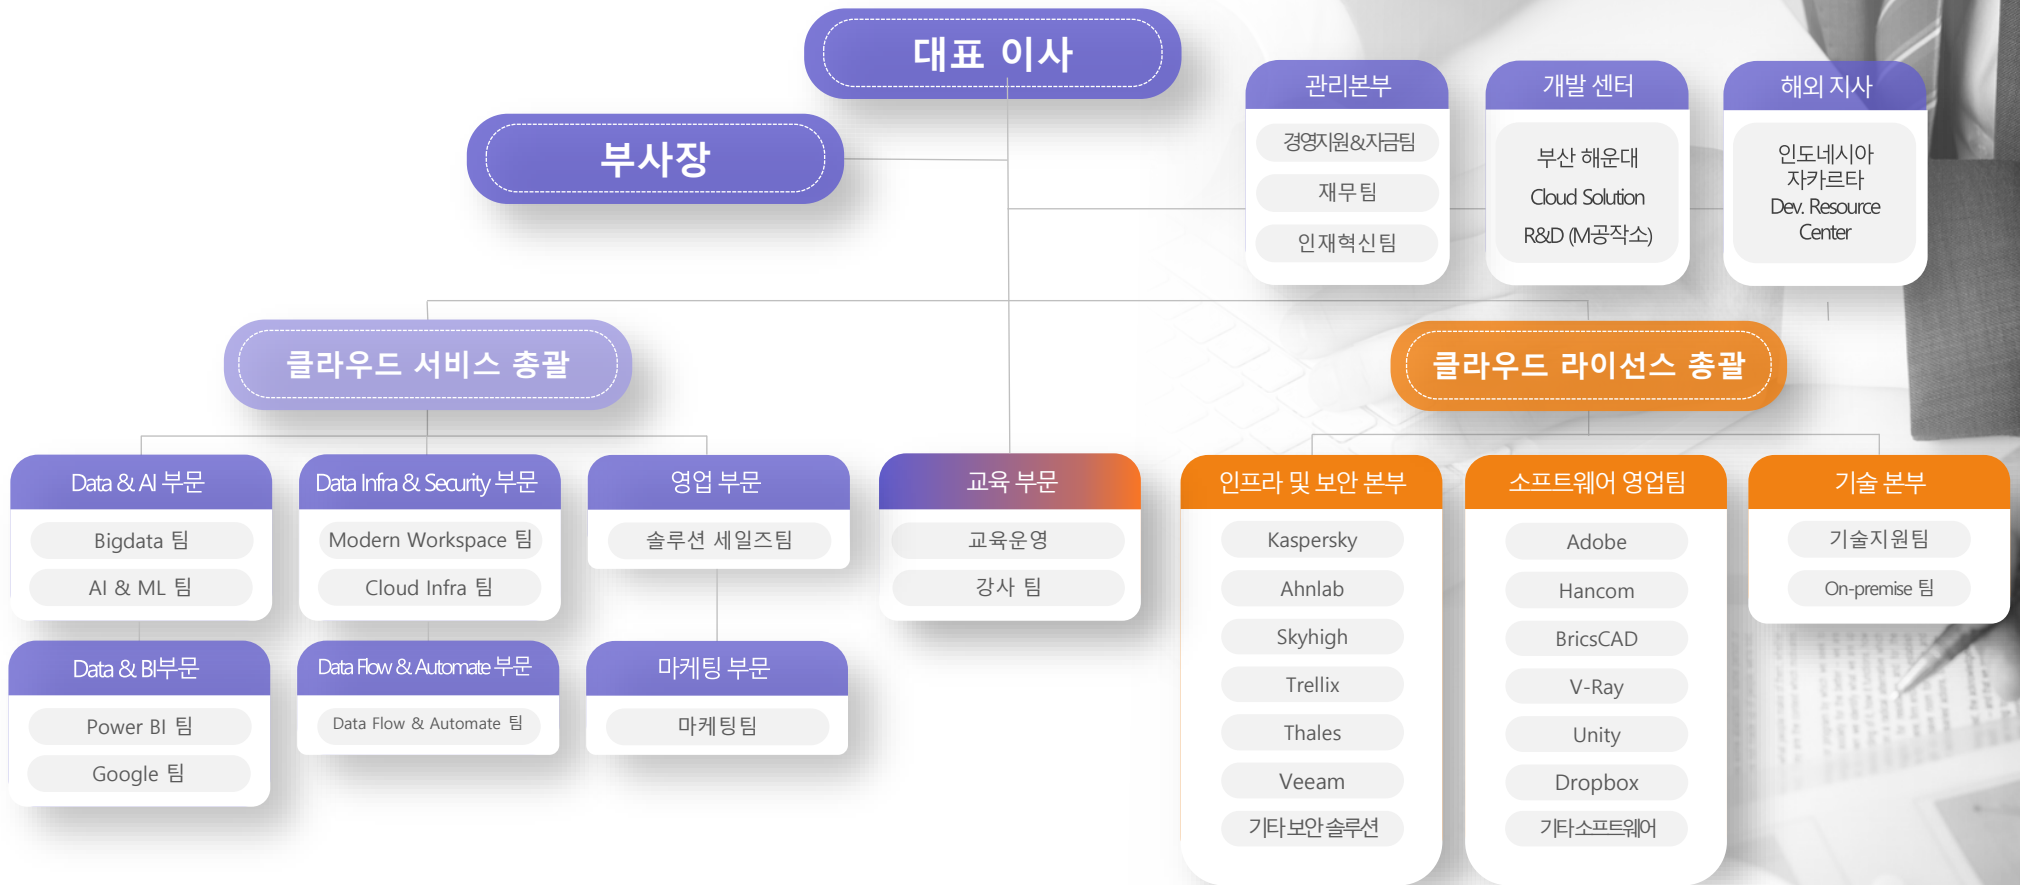 대표 이사
부사장
관리본부
경영지원&자금팀
재무팀
인재혁신팀
개발 센터
부산 해운대
Cloud Solution
R&D (M공작소)
해외 지사
인도네시아
자카르타
Dev. Resource
Center
클라우드 서비스 총괄
클라우드 라이선스 총괄
Data & AI 부문
Bigdata 팀
AI & ML 팀
Data Infra & Security 부문
Modern Workspace 팀
Cloud Infra 팀
영업 부문
솔루션 세일즈팀
교육 부문
교육운영
강사 팀
Data & BI부문
Power BI 팀
Google 팀
Data Flow & Automate 부문
Data Flow & Automate 팀
마케팅 부문
마케팅팀
인프라 및 보안 본부
Kaspersky
Ahnlab
Skyhigh
Trellix
Thales
Veeam
기타 보안 솔루션
소프트웨어 영업팀
Adobe
Hancom
BricsCAD
V-Ray
Unity
Dropbox
기타 소프트웨어
기술 본부
기술지원팀
On-premise 팀